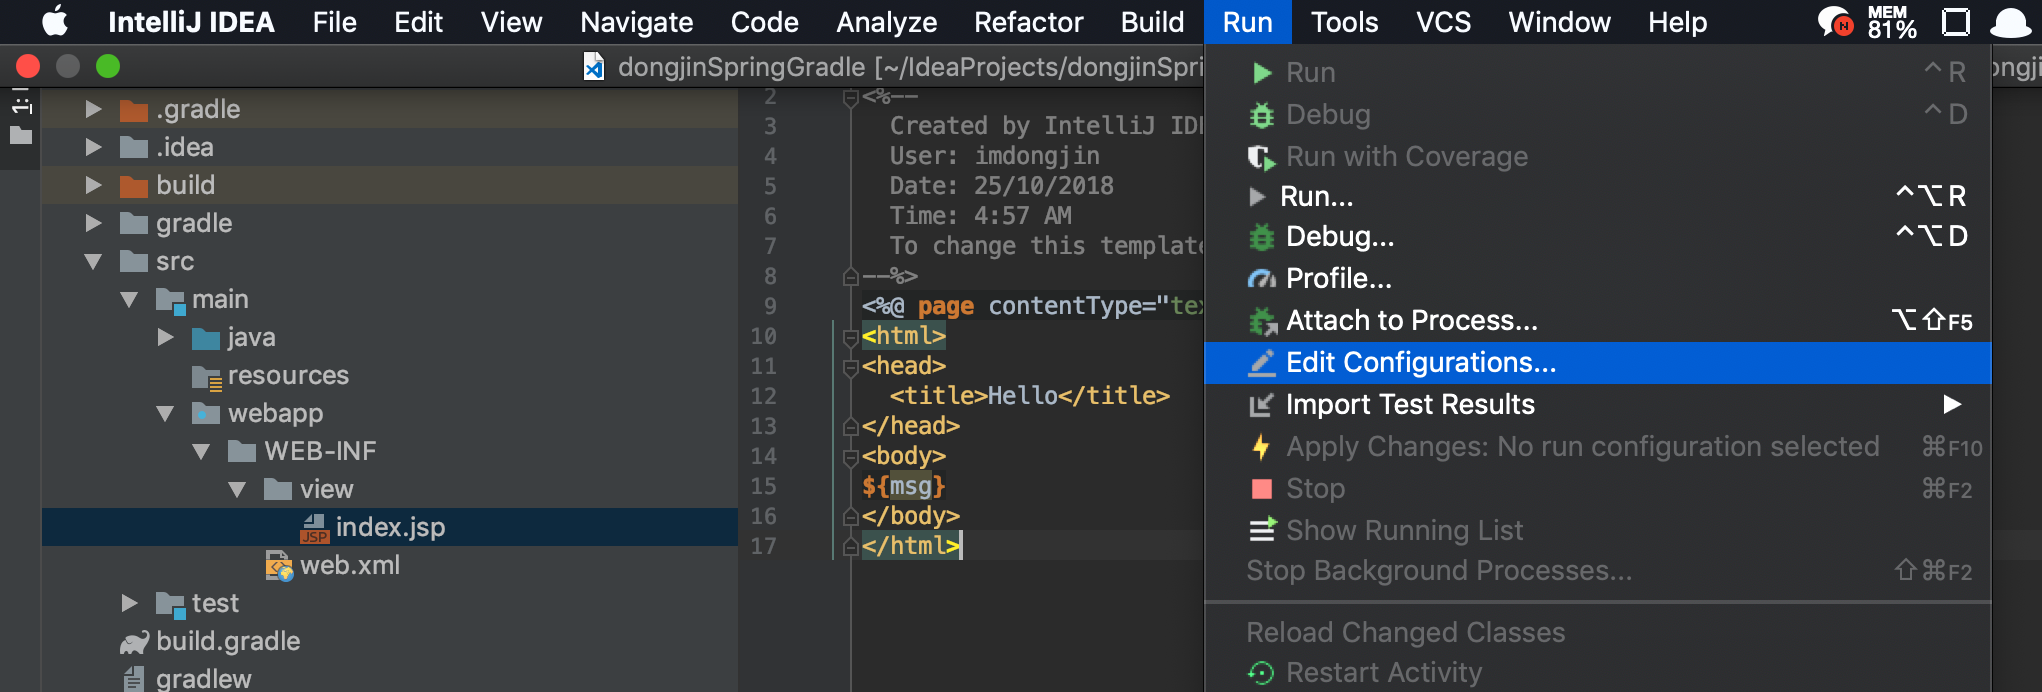 IntelliJ IDEA File Edit View Navigate Code Analyze Refactor Build Run Tools VCS Window Help MEM 81%
dongjinSpringGradle [~/IdeaProjects/dongjinSpri
.gradle
.idea
build
gradle
src
main
java
resources
webapp
WEB-INF
view
index.jsp
web.xml
test
build.gradle
gradlew
2 <%--
3 Created by IntelliJ IDE
4 User: imdongjin
5 Date: 25/10/2018
6 Time: 4:57 AM
7 To change this template
8 --%>
9 <%@ page contentType="tex
10 <html>
11 <head>
12 <title>Hello</title>
13 </head>
14 <body>
15 ${msg}
16 </body>
17 </html>
Run ^R
Debug ^D
Run with Coverage
Run... ^⌥R
Debug... ^⌥D
Profile...
Attach to Process... ⌥⇧F5
Edit Configurations...
Import Test Results
Apply Changes: No run configuration selected ⌘F10
Stop ⌘F2
Show Running List
Stop Background Processes... ⇧⌘F2
Reload Changed Classes
Restart Activity